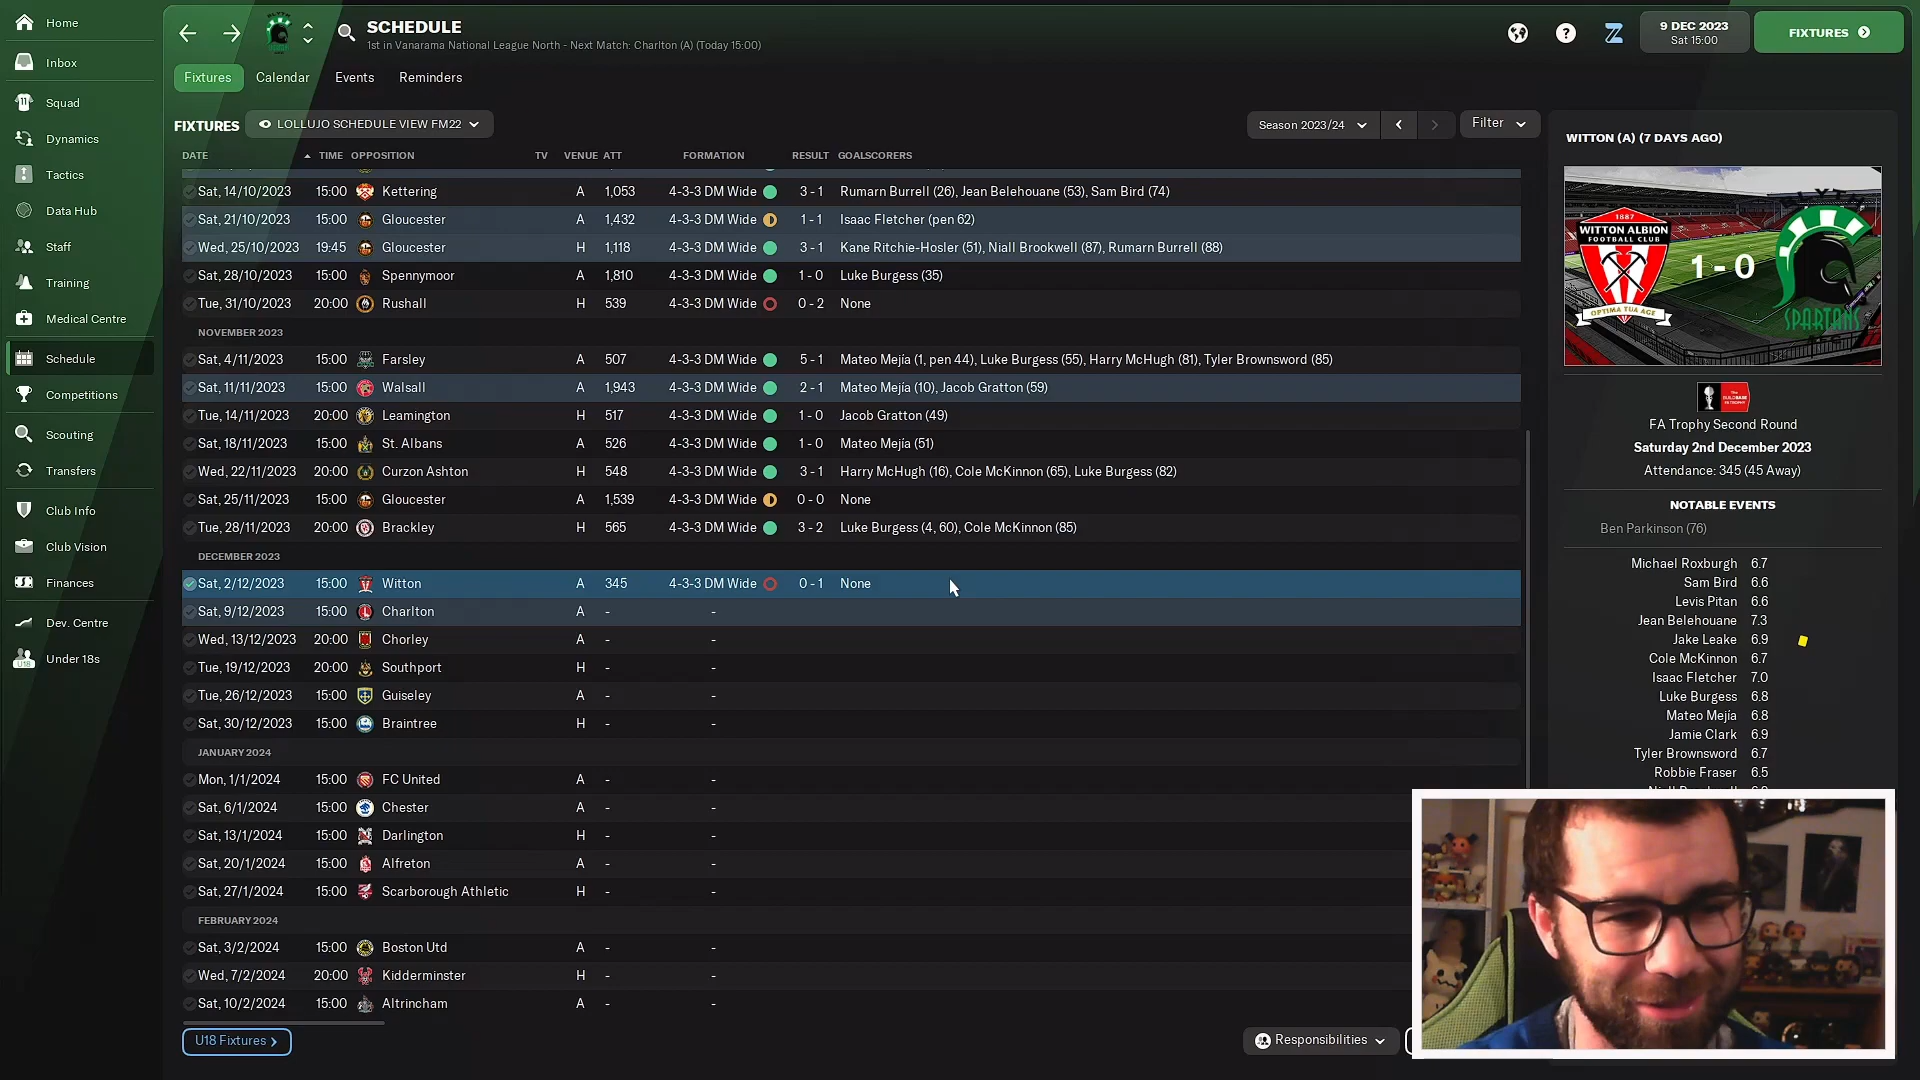 Home
Inbox
Squad
Dynamics
Tactics
Data Hub
Staff
Training
Medical Centre
Schedule
Competitions
Scouting
Transfers
Club Info
Club Vision
Finances
Dev. Centre
Under 18s
SCHEDULE
1st in Vanarama National League North - Next Match: Charlton (A) (Today 15:00)
9 DEC 2023
Sat 15:00
FIXTURES
Fixtures Calendar Events Reminders
FIXTURES LOLLUJO SCHEDULE VIEW FM22
Season 2023/24 Filter
DATE TIME OPPOSITION TV VENUE ATT FORMATION RESULT GOALSCORERS
Sat, 14/10/2023 15:00 Kettering A 1,053 4-3-3 DM Wide 3 - 1 Rumarn Burrell (26), Jean Belehouane (53), Sam Bird (74)
Sat, 21/10/2023 15:00 Gloucester A 1,432 4-3-3 DM Wide 1 - 1 Isaac Fletcher (pen 62)
Wed, 25/10/2023 19:45 Gloucester H 1,118 4-3-3 DM Wide 3 - 1 Kane Ritchie-Hosler (51), Niall Brookwell (87), Rumarn Burrell (88)
Sat, 28/10/2023 15:00 Spennymoor A 1,810 4-3-3 DM Wide 1 - 0 Luke Burgess (35)
Tue, 31/10/2023 20:00 Rushall H 539 4-3-3 DM Wide 0 - 2 None
NOVEMBER 2023
Sat, 4/11/2023 15:00 Farsley A 507 4-3-3 DM Wide 5 - 1 Mateo Mejía (1, pen 44), Luke Burgess (55), Harry McHugh (81), Tyler Brownsword (85)
Sat, 11/11/2023 15:00 Walsall A 1,943 4-3-3 DM Wide 2 - 1 Mateo Mejía (10), Jacob Gratton (59)
Tue, 14/11/2023 20:00 Leamington H 517 4-3-3 DM Wide 1 - 0 Jacob Gratton (49)
Sat, 18/11/2023 15:00 St. Albans A 526 4-3-3 DM Wide 1 - 0 Mateo Mejía (51)
Wed, 22/11/2023 20:00 Curzon Ashton H 548 4-3-3 DM Wide 3 - 1 Harry McHugh (16), Cole McKinnon (65), Luke Burgess (82)
Sat, 25/11/2023 15:00 Gloucester A 1,539 4-3-3 DM Wide 0 - 0 None
Tue, 28/11/2023 20:00 Brackley H 565 4-3-3 DM Wide 3 - 2 Luke Burgess (4, 60), Cole McKinnon (85)
DECEMBER 2023
Sat, 2/12/2023 15:00 Witton A 345 4-3-3 DM Wide 0 - 1 None
Sat, 9/12/2023 15:00 Charlton A - -
Wed, 13/12/2023 20:00 Chorley A - -
Tue, 19/12/2023 20:00 Southport H - -
Tue, 26/12/2023 15:00 Guiseley A - -
Sat, 30/12/2023 15:00 Braintree H - -
JANUARY 2024
Mon, 1/1/2024 15:00 FC United A - -
Sat, 6/1/2024 15:00 Chester A - -
Sat, 13/1/2024 15:00 Darlington H - -
Sat, 20/1/2024 15:00 Alfreton A - -
Sat, 27/1/2024 15:00 Scarborough Athletic H - -
FEBRUARY 2024
Sat, 3/2/2024 15:00 Boston Utd A - -
Wed, 7/2/2024 20:00 Kidderminster H - -
Sat, 10/2/2024 15:00 Altrincham A - -
U18 Fixtures
Responsibilities
WITTON (A) (7 DAYS AGO)
1887
WITTON ALBION
FOOTBALL CLUB
OPTIMA TUA AGE
1 - 0
SPARTANS
FA Trophy Second Round
Saturday 2nd December 2023
Attendance: 345 (45 Away)
NOTABLE EVENTS
Ben Parkinson (76)
Michael Roxburgh 6.7
Sam Bird 6.6
Levis Pitan 6.6
Jean Belehouane 7.3
Jake Leake 6.9
Cole McKinnon 6.7
Isaac Fletcher 7.0
Luke Burgess 6.8
Mateo Mejía 6.8
Jamie Clark 6.9
Tyler Brownsword 6.7
Robbie Fraser 6.5